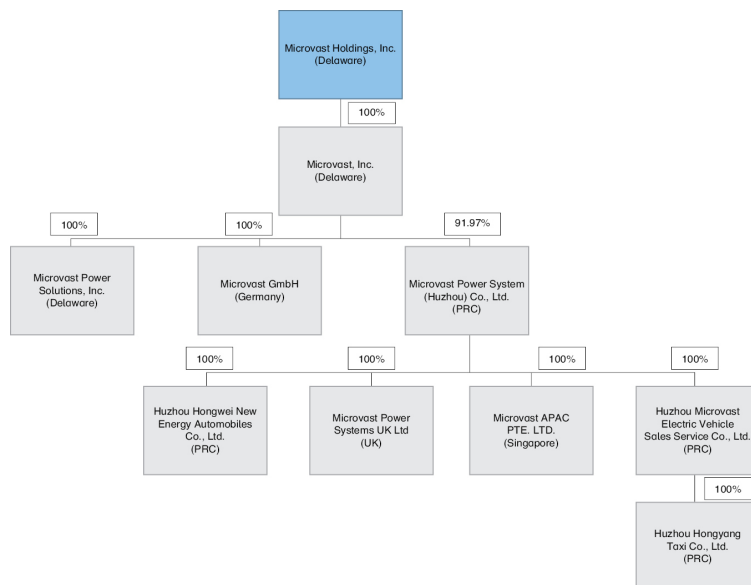 Microvast Holdings, Inc.
(Delaware)
100%
Microvast, Inc.
(Delaware)
100%
100%
91.97%
Microvast Power
Solutions, Inc.
(Delaware)
Microvast GmbH
(Germany)
Microvast Power System
(Huzhou) Co., Ltd.
(PRC)
100%
100%
100%
100%
Huzhou Hongwei New
Energy Automobiles
Co., Ltd.
(PRC)
Microvast Power
Systems UK Ltd
(UK)
Microvast APAC
PTE. LTD.
(Singapore)
Huzhou Microvast
Electric Vehicle
Sales Service Co., Ltd.
(PRC)
100%
Huzhou Hongyang
Taxi Co., Ltd.
(PRC)